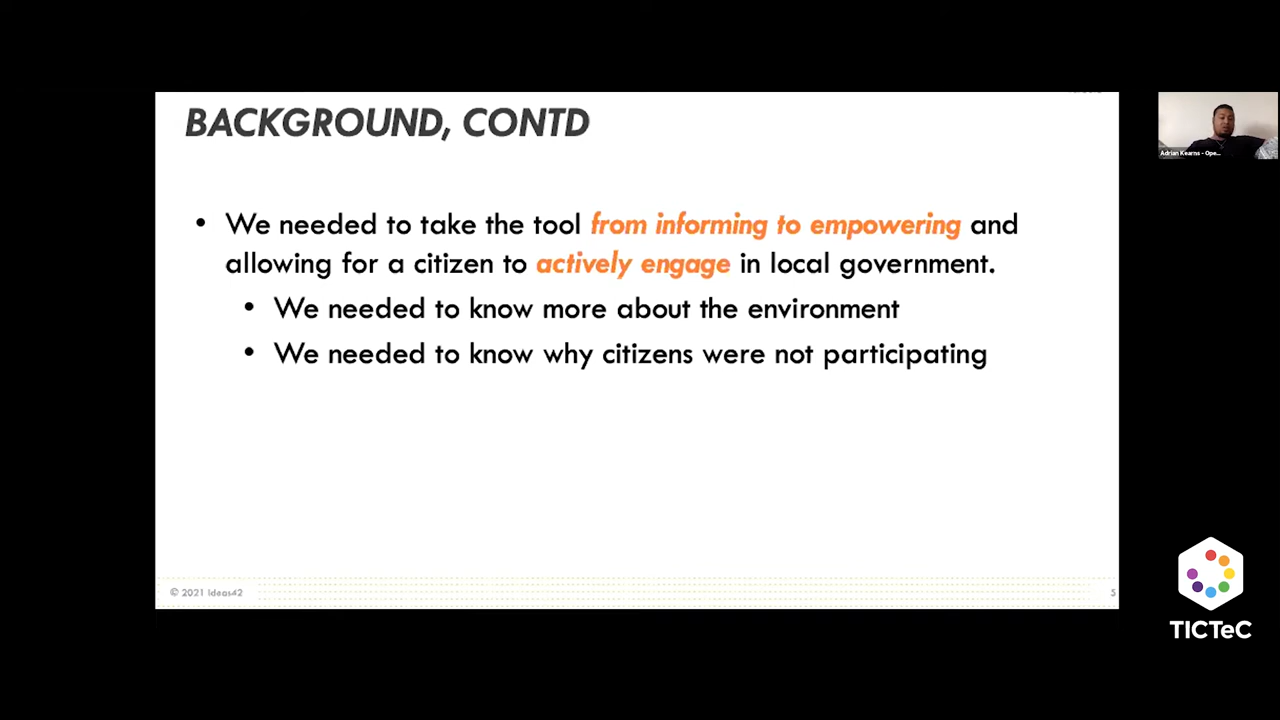 BACKGROUND, CONTD
• We needed to take the tool from informing to empowering and
allowing for a citizen to actively engage in local government.
• We needed to know more about the environment
• We needed to know why citizens were not participating
© 2021 ideas42
5
Adrian Kearns - Ope...
TICTeC